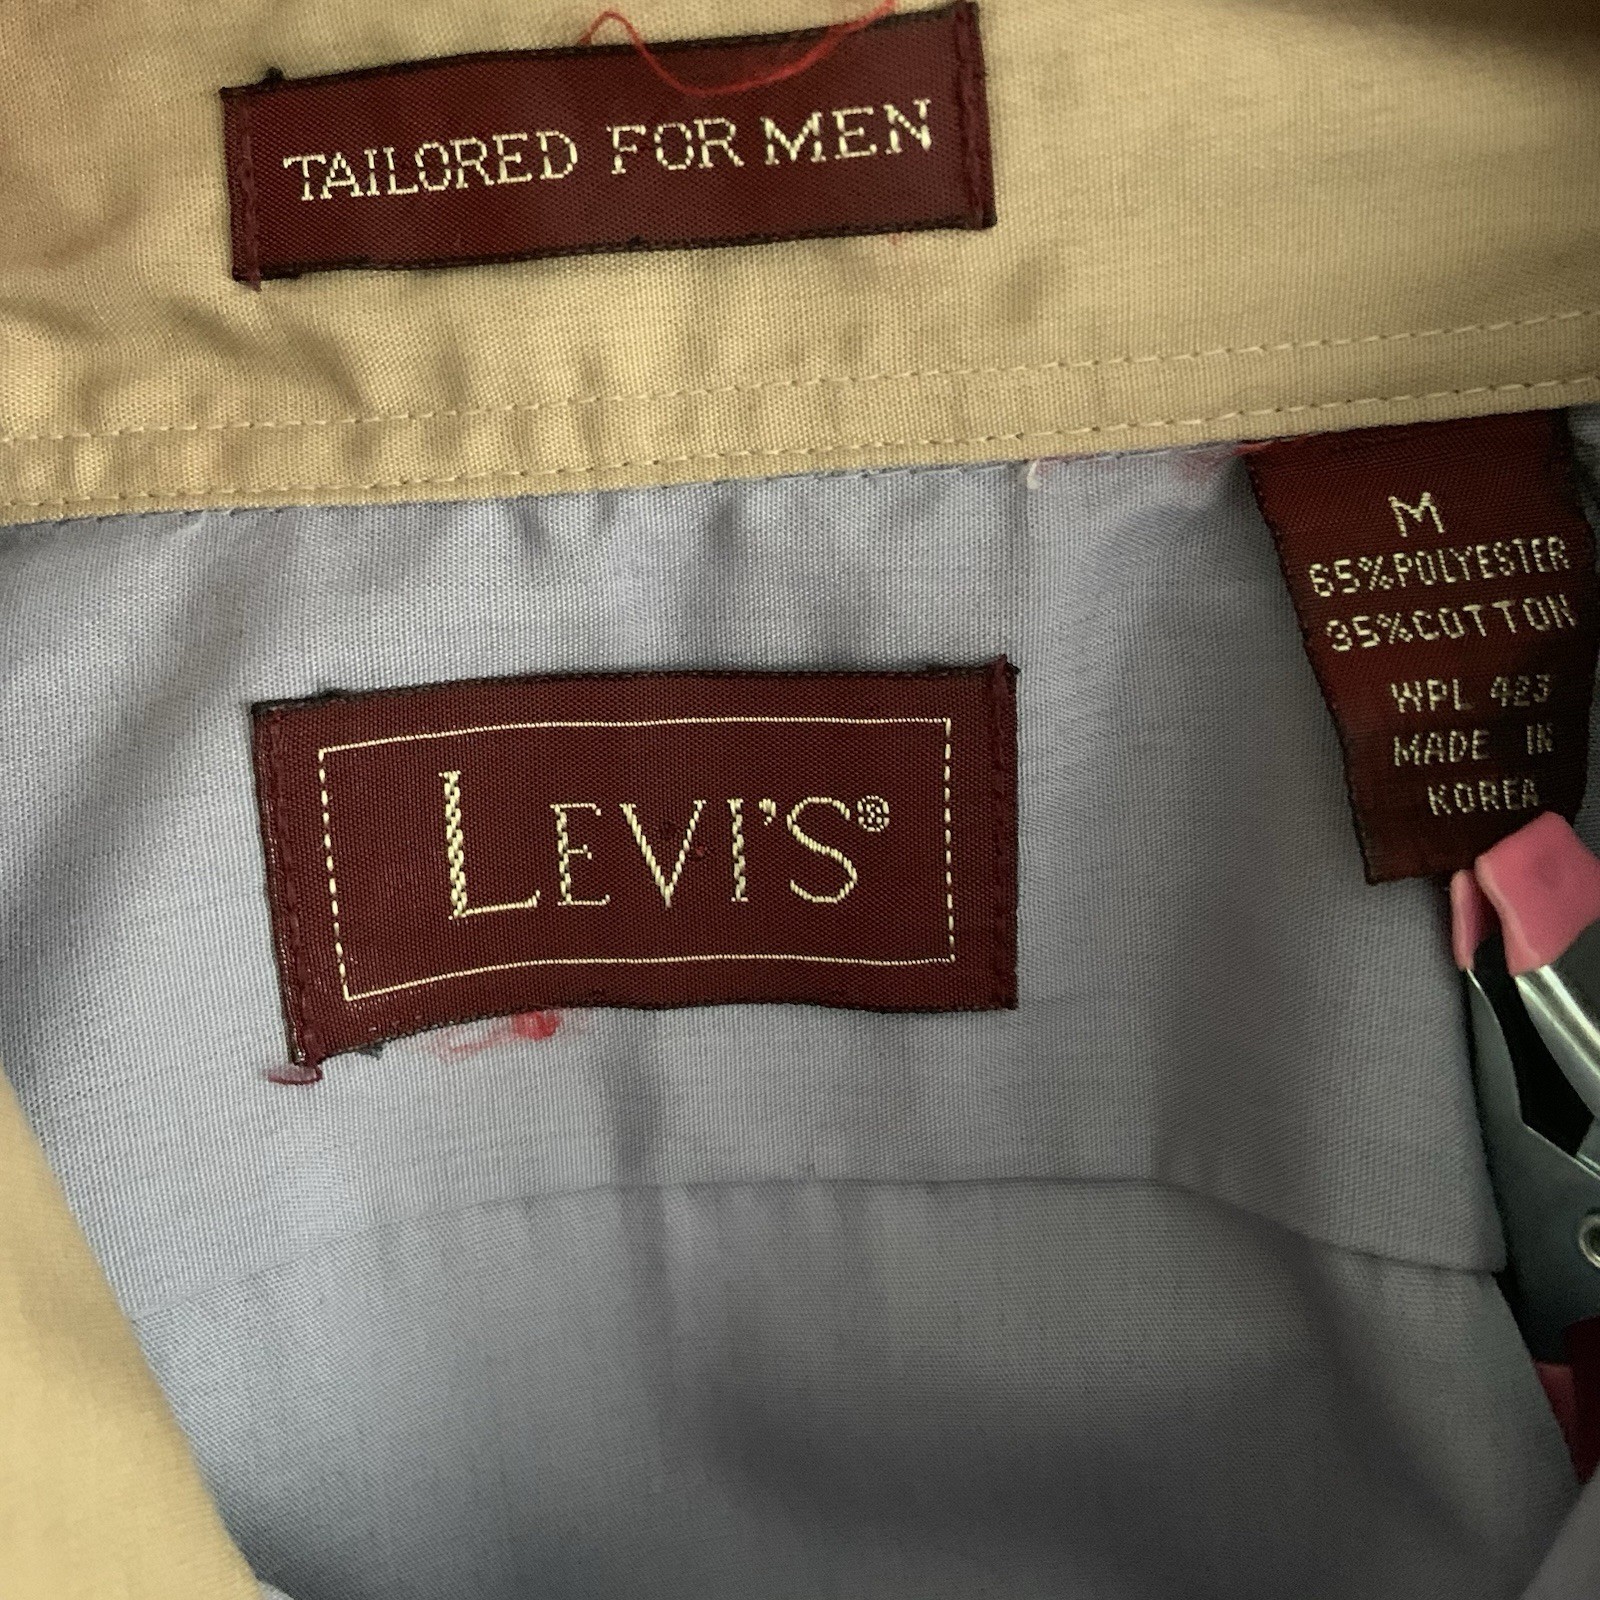 TAILORED FOR MEN
LEVI'S®
M
65%POLYESTER
35%COTTON
WPL 423
MADE IN
KOREA